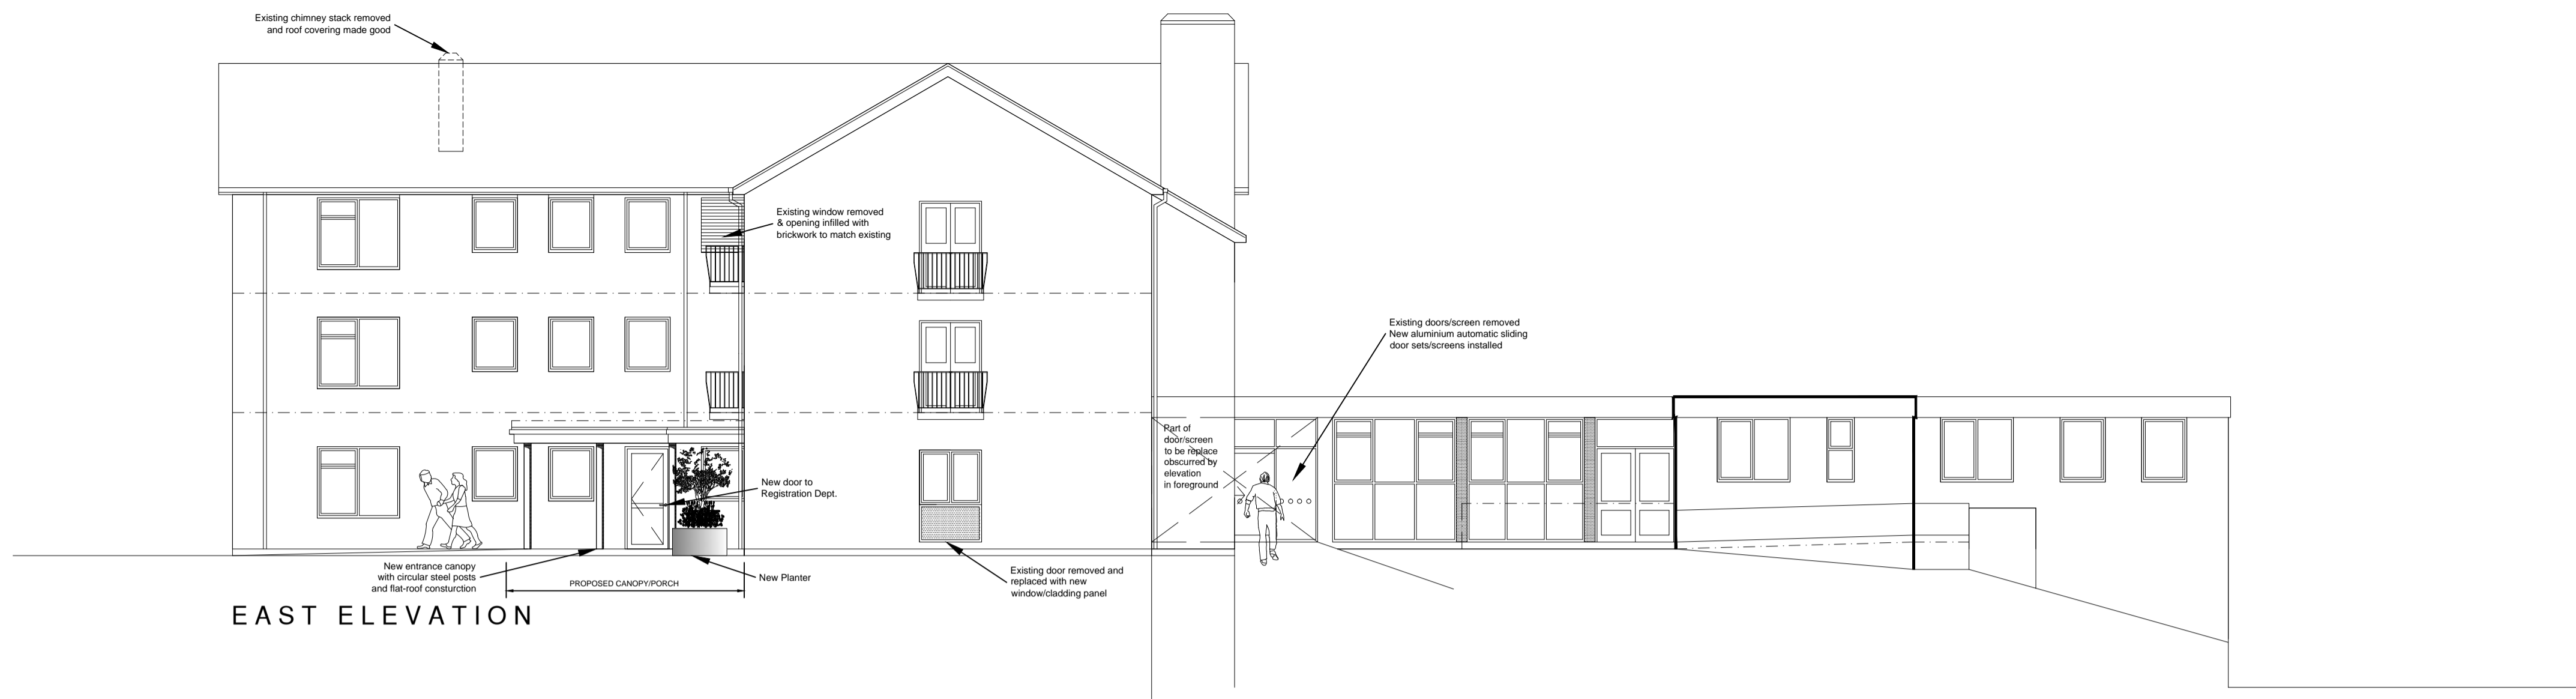 Existing chimney stack removed
and roof covering made good
Existing window removed
& opening infilled with
brickwork to match existing
Existing doors/screen removed
New aluminium automatic sliding
door sets/screens installed
Part of
door/screen
to be replace
obscurred by
elevation
in foreground
New door to
Registration Dept.
New entrance canopy
with circular steel posts
and flat-roof consturction
PROPOSED CANOPY/PORCH
New Planter
Existing door removed and
replaced with new
window/cladding panel
EAST ELEVATION